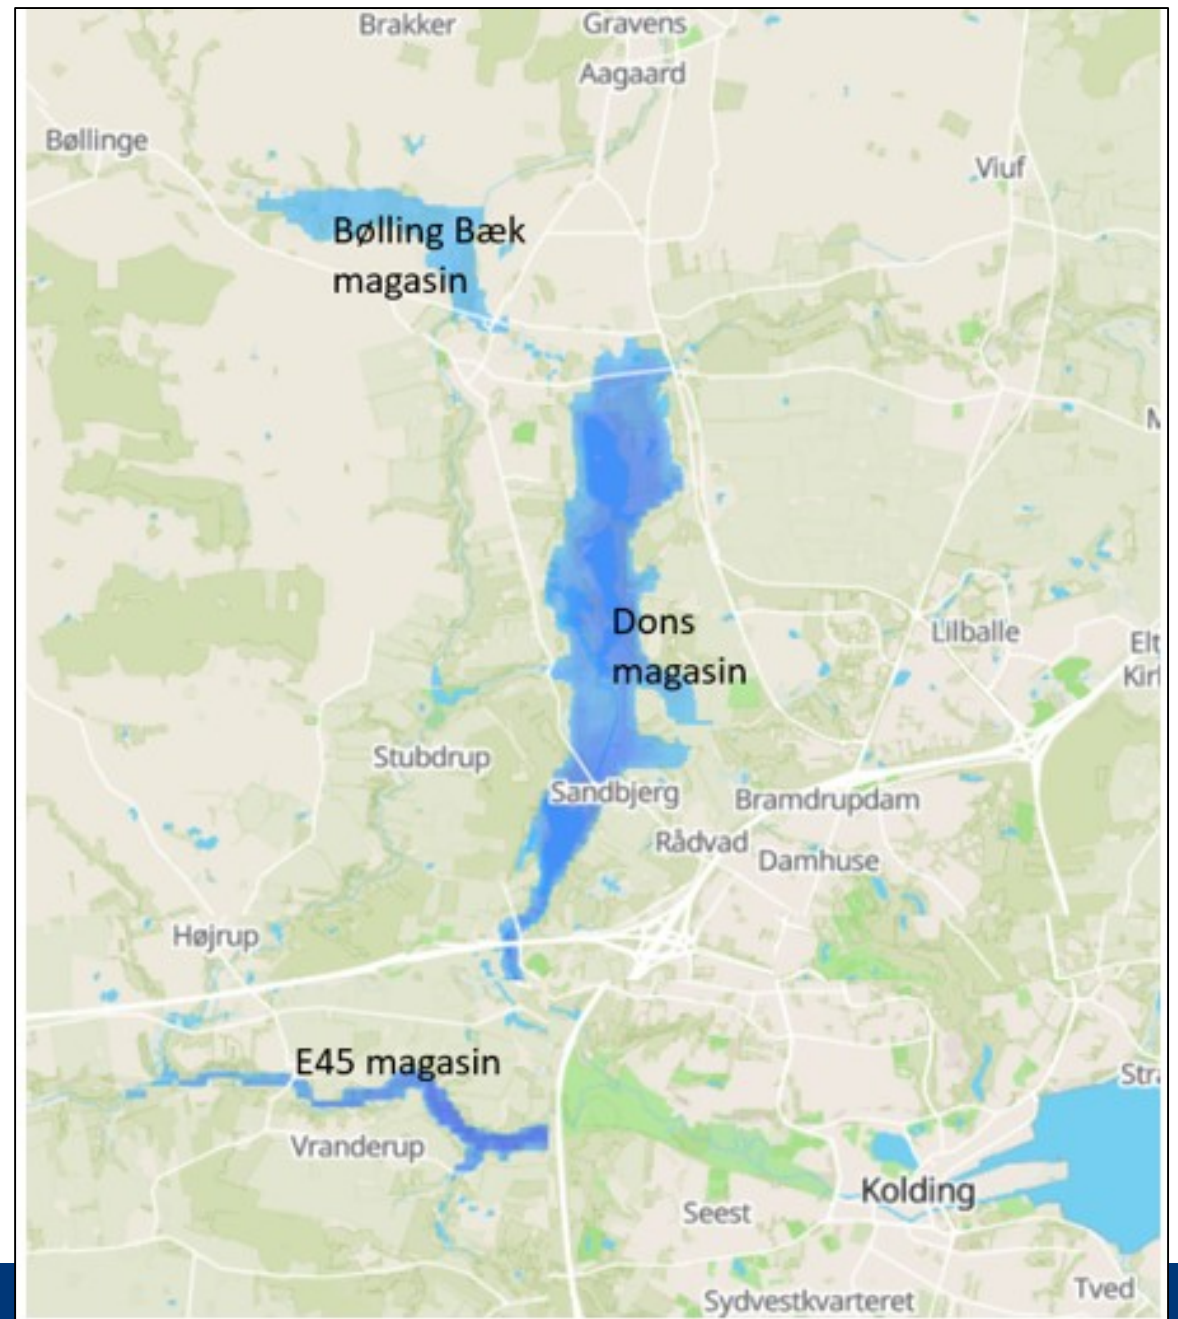 Brakker
Gravens
Aagaard
Bøllinge
Viuf
Bølling Bæk
magasin
Dons
magasin
Lilballe
Stubdrup
Sandbjerg
Bramdrupdam
Rådvad
Damhuse
Højrup
E45 magasin
Vranderup
Kolding
Seest
Tved
Sydvestkvarteret